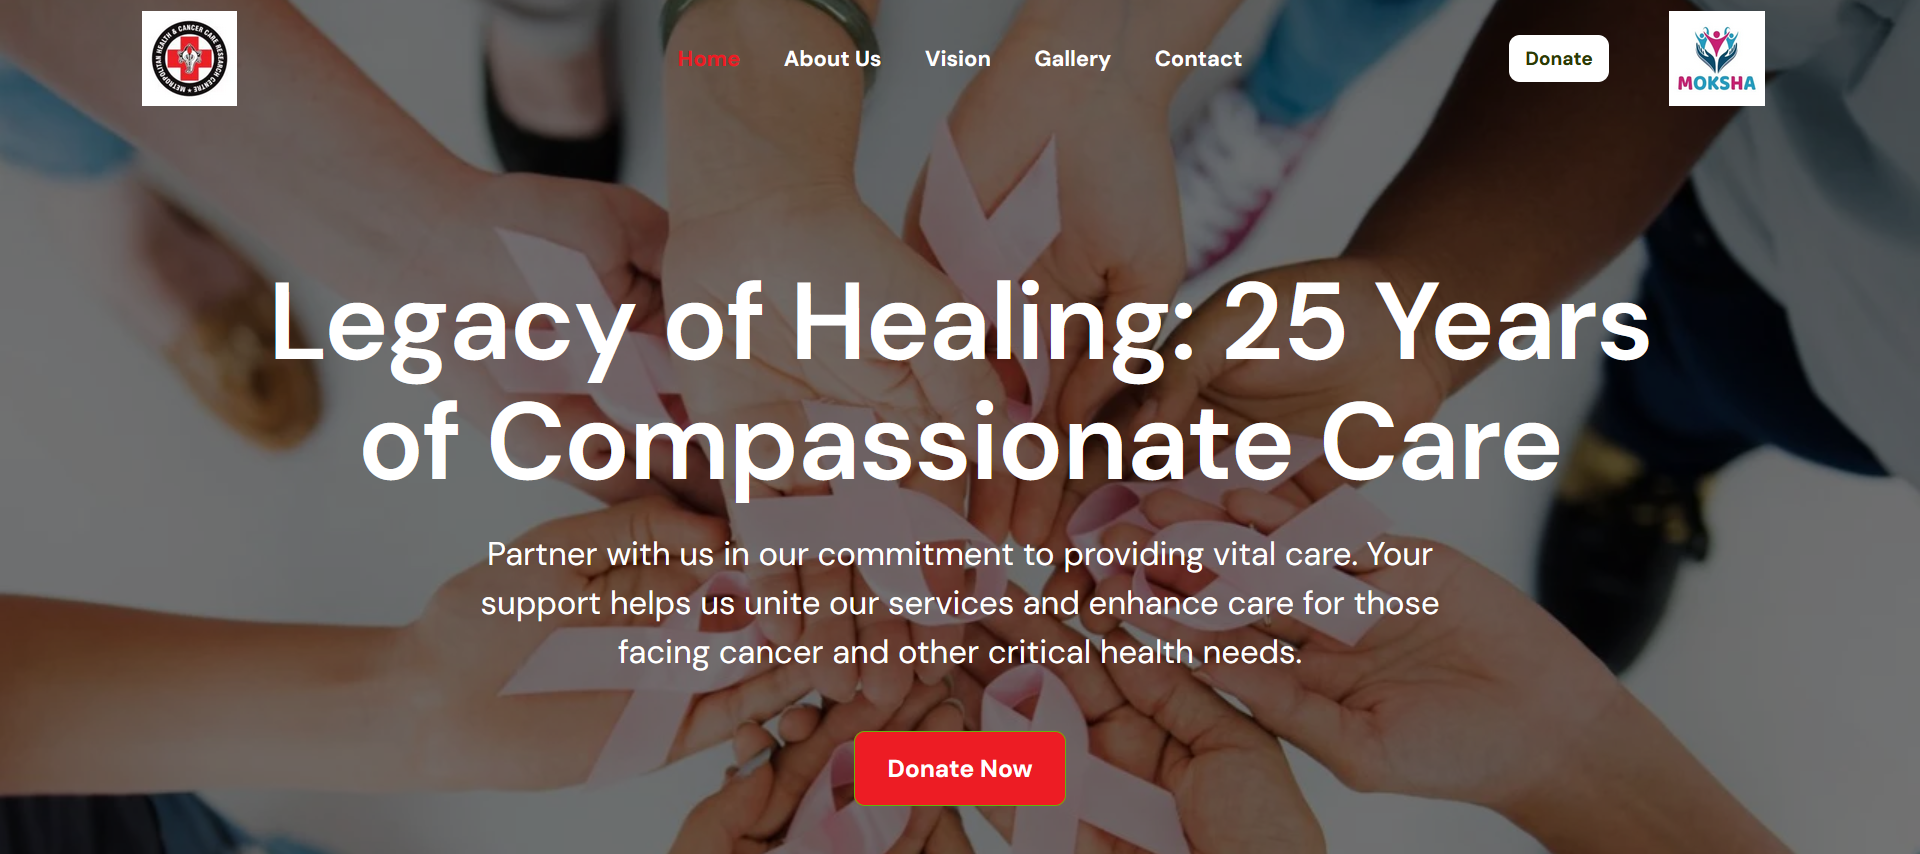 METROPOLITAN HEALTH & CANCER CARE RESEARCH CENTRE
Home
About Us
Vision
Gallery
Contact
Donate
MOKSHA
Legacy of Healing: 25 Years
of Compassionate Care
Partner with us in our commitment to providing vital care. Your
support helps us unite our services and enhance care for those
facing cancer and other critical health needs.
Donate Now